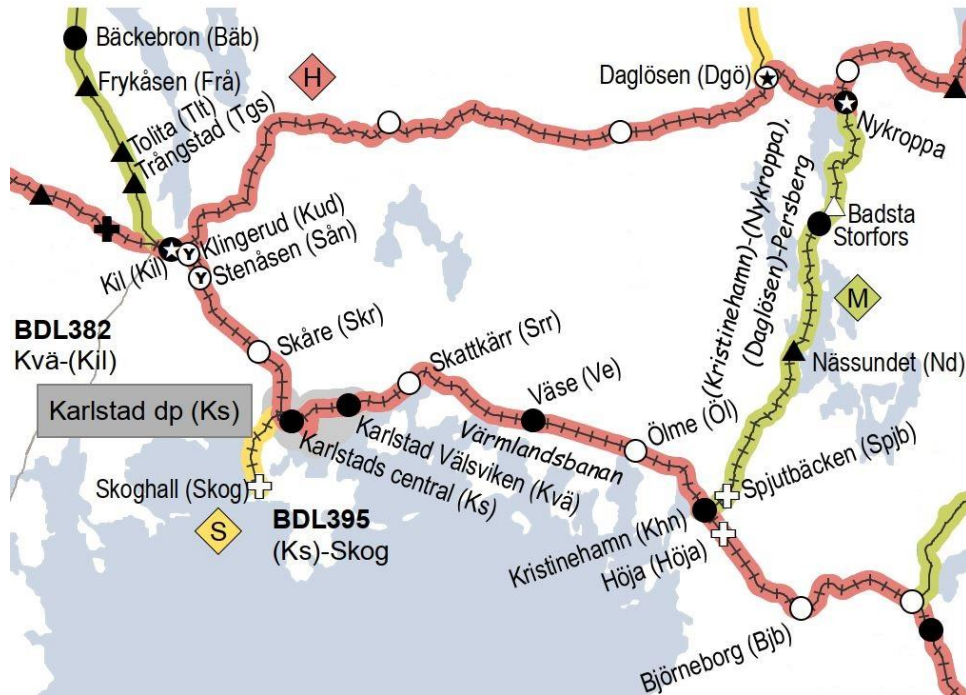 Bäckebron (Bäb)
Frykåsen (Frå)
Tolita (Tlt)
Trångstad (Tgs)
H
Daglösen (Dgö)
Nykroppa
Kil (Kil)
Y
Klingerud (Kud)
Y
Stenåsen (Sån)
(Kristinehamn)-(Nykroppa),
(Daglösen)-Persberg
Badsta
Storfors
M
BDL382
Kvä-(Kil)
Skåre (Skr)
Skattkärr (Srr)
Väse (Ve)
Nässundet (Nd)
Karlstad dp (Ks)
Karlstad Välsviken (Kvä)
Karlstads central (Ks)
Värmlandsbanan
Ölme (Öl)
Spjutbäcken (Spjb)
Skoghall (Skog)
S
BDL395
(Ks)-Skog
Kristinehamn (Khn)
Höja (Höja)
Björneborg (Bjb)